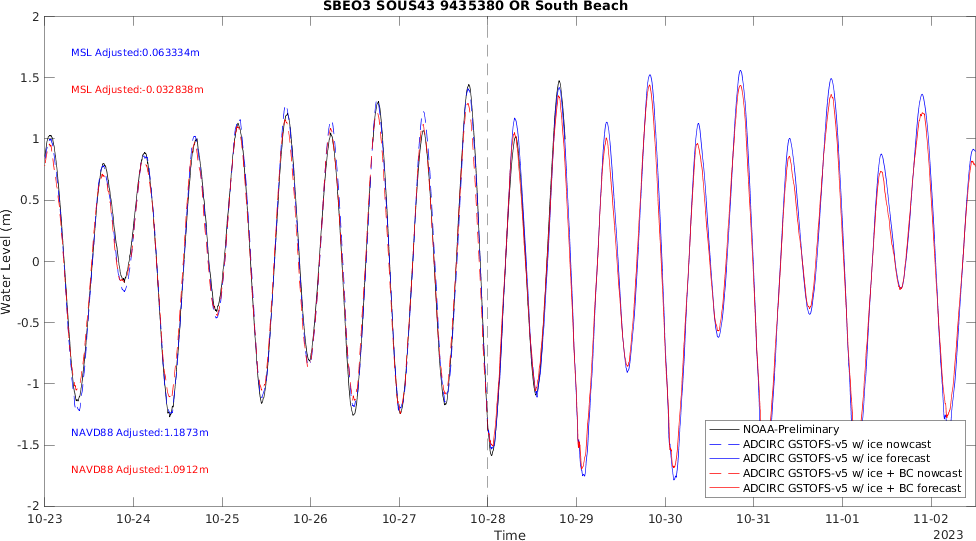 SBEO3 SOUS43 9435380 OR South Beach
2
1.5
1
0.5
0
-0.5
-1
-1.5
-2
Water Level (m)
MSL Adjusted:0.063334m
MSL Adjusted:-0.032838m
NAVD88 Adjusted:1.1873m
NAVD88 Adjusted:1.0912m
NOAA-Preliminary
ADCIRC GSTOFS-v5 w/ ice nowcast
ADCIRC GSTOFS-v5 w/ ice forecast
ADCIRC GSTOFS-v5 w/ ice + BC nowcast
ADCIRC GSTOFS-v5 w/ ice + BC forecast
10-23 10-24 10-25 10-26 10-27 10-28 10-29 10-30 10-31 11-01 11-02
Time
2023